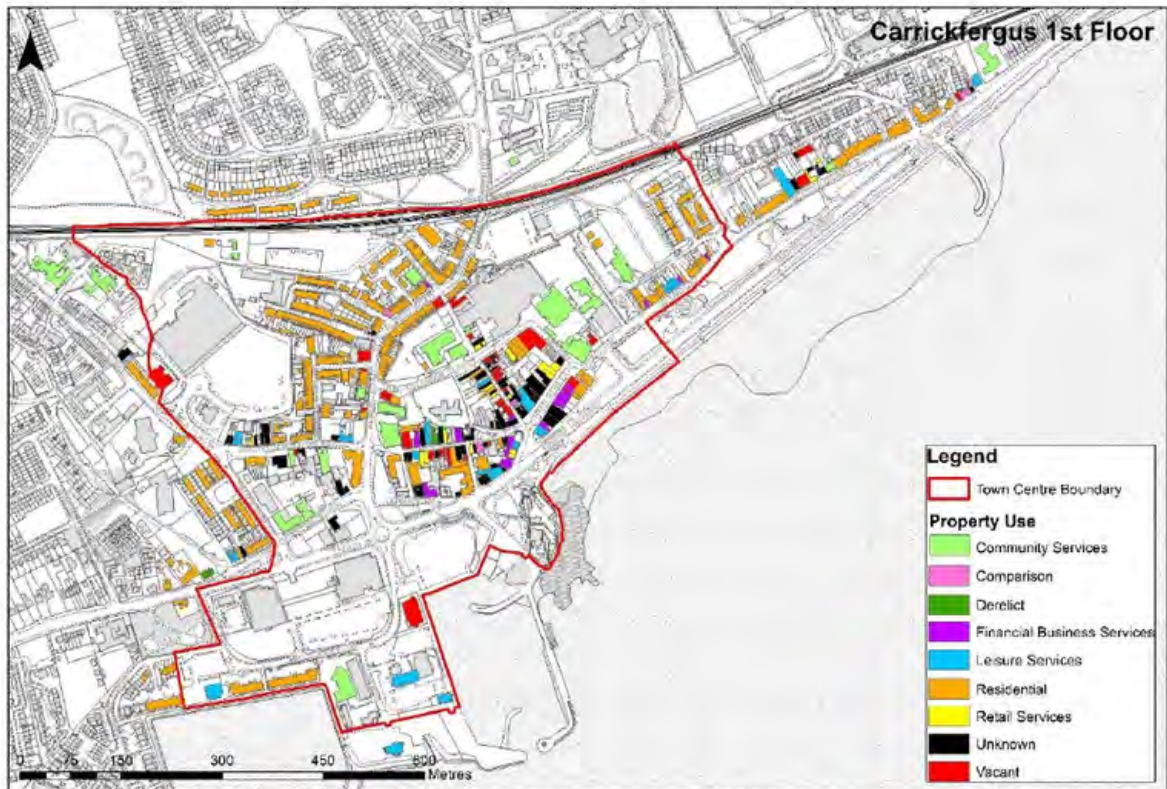 Carrickfergus 1st Floor
Legend
Town Centre Boundary
Property Use
Community Services
Comparison
Derelict
Financial Business Services
Leisure Services
Residential
Retail Services
Unknown
Vacant
0 75 150 300 450 600
Metres